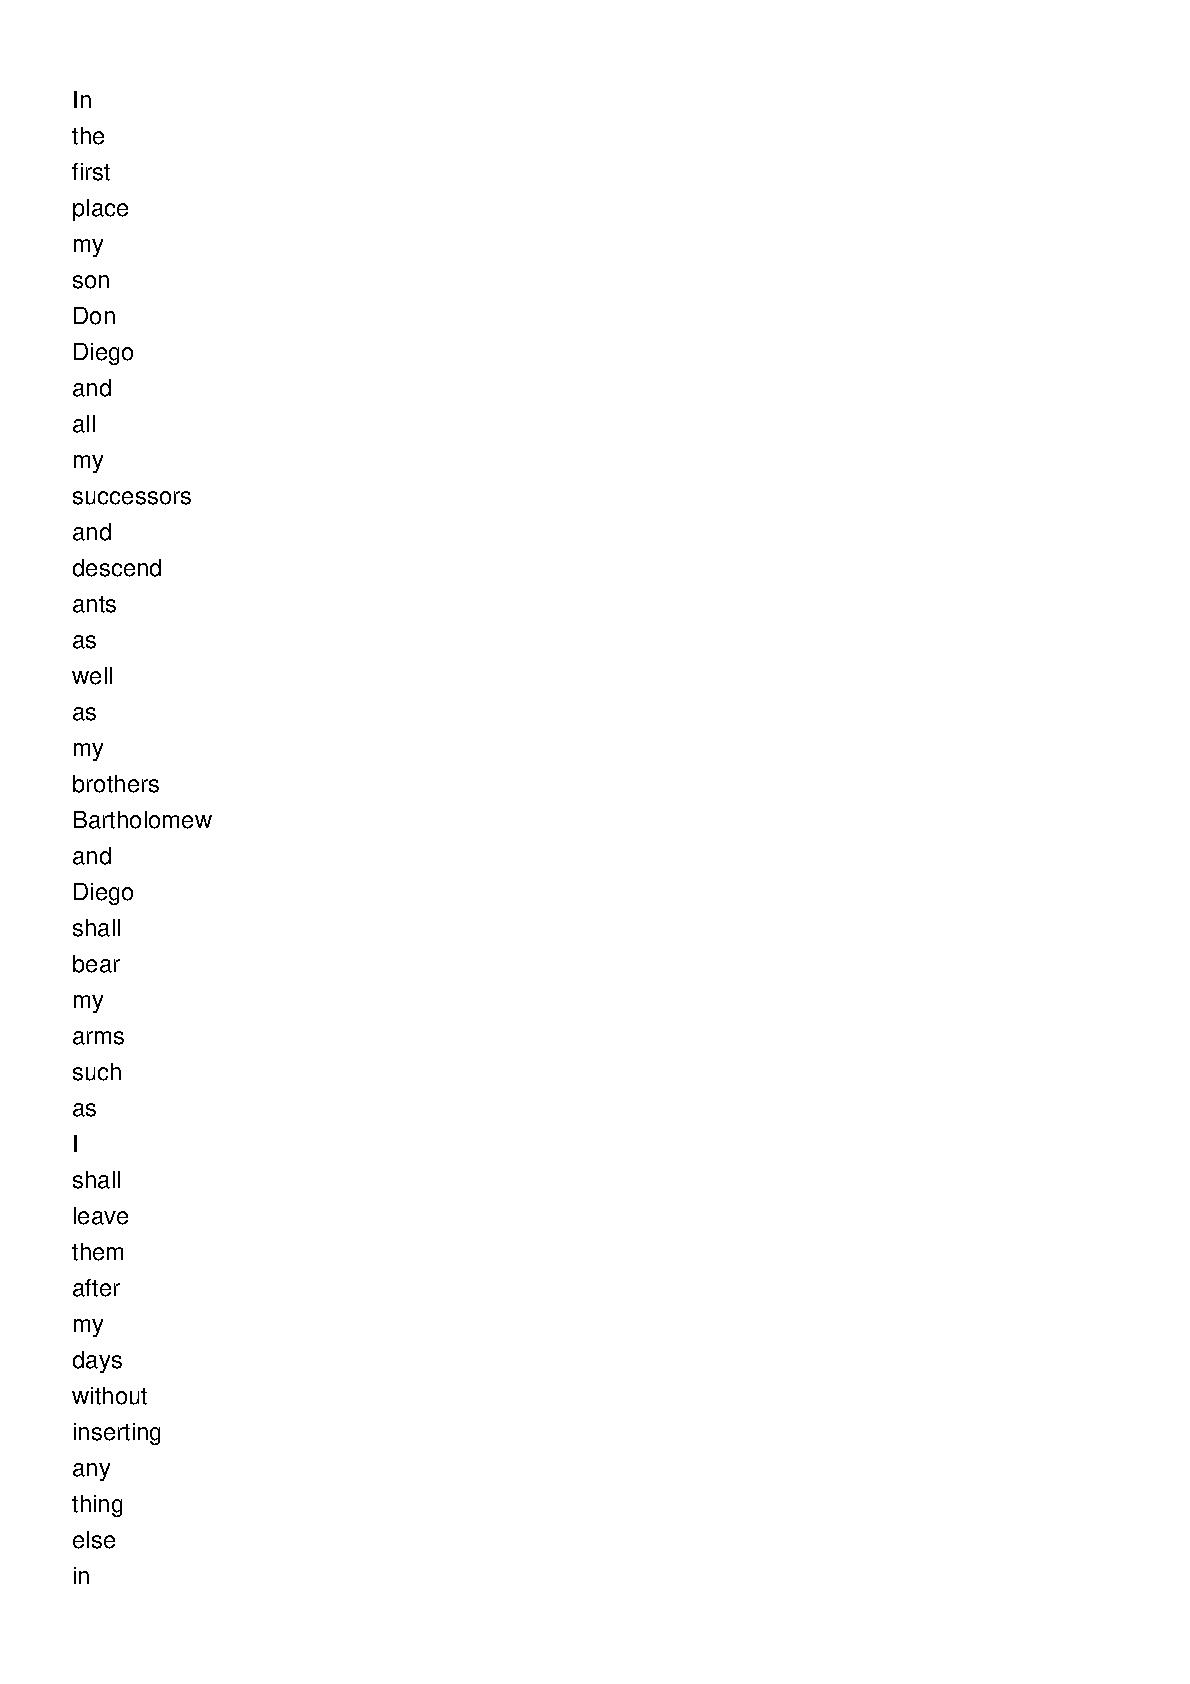 In
the
first
place
my
son
Don
Diego
and
all
my
successors
and
descend
ants
as
well
as
my
brothers
Bartholomew
and
Diego
shall
bear
my
arms
such
as
I
shall
leave
them
after
my
days
without
inserting
any
thing
else
in